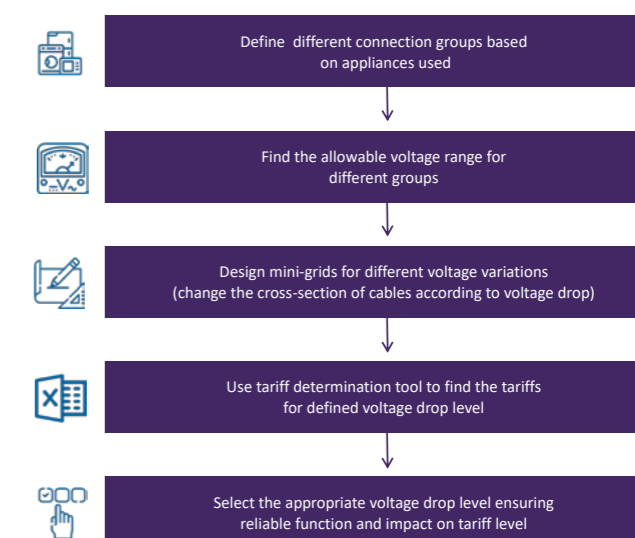 Define different connection groups based
on appliances used
Find the allowable voltage range for
different groups
Design mini-grids for different voltage variations
(change the cross-section of cables according to voltage drop)
Use tariff determination tool to find the tariffs
for defined voltage drop level
Select the appropriate voltage drop level ensuring
reliable function and impact on tariff level